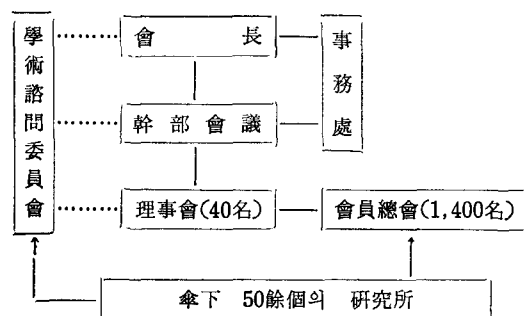 學術諮問委員會
會 長
事務處
幹部會議
理事會(40名)
會員總會(1,400名)
傘下 50餘個의 硏究所